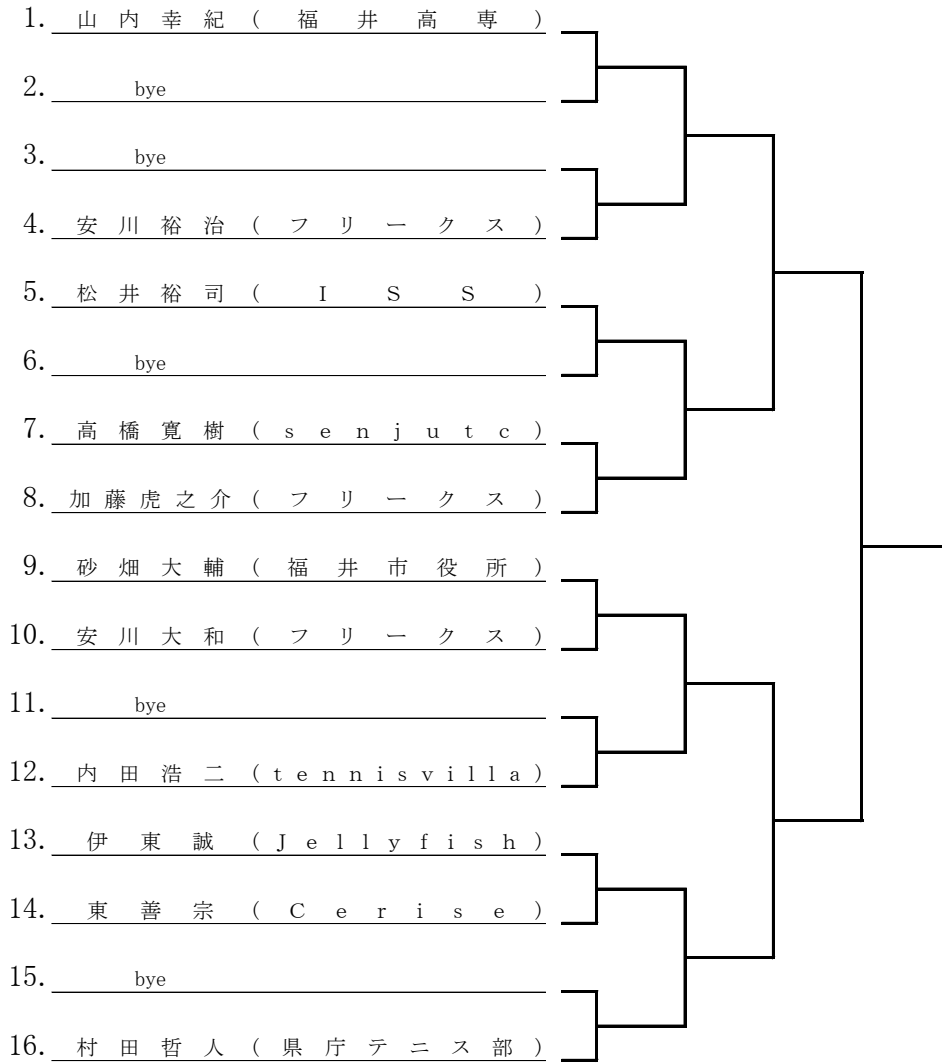 1. 山内幸紀(福井高専)
2. bye
3. bye
4. 安川裕治(フリークス)
5. 松井裕司(ISS)
6. bye
7. 高橋寛樹(senjutc)
8. 加藤虎之介(フリークス)
9. 砂畑大輔(福井市役所)
10. 安川大和(フリークス)
11. bye
12. 内田浩二(tennisvilla)
13. 伊東誠(Jellyfish)
14. 東善宗(Cerise)
15. bye
16. 村田哲人(県庁テニス部)